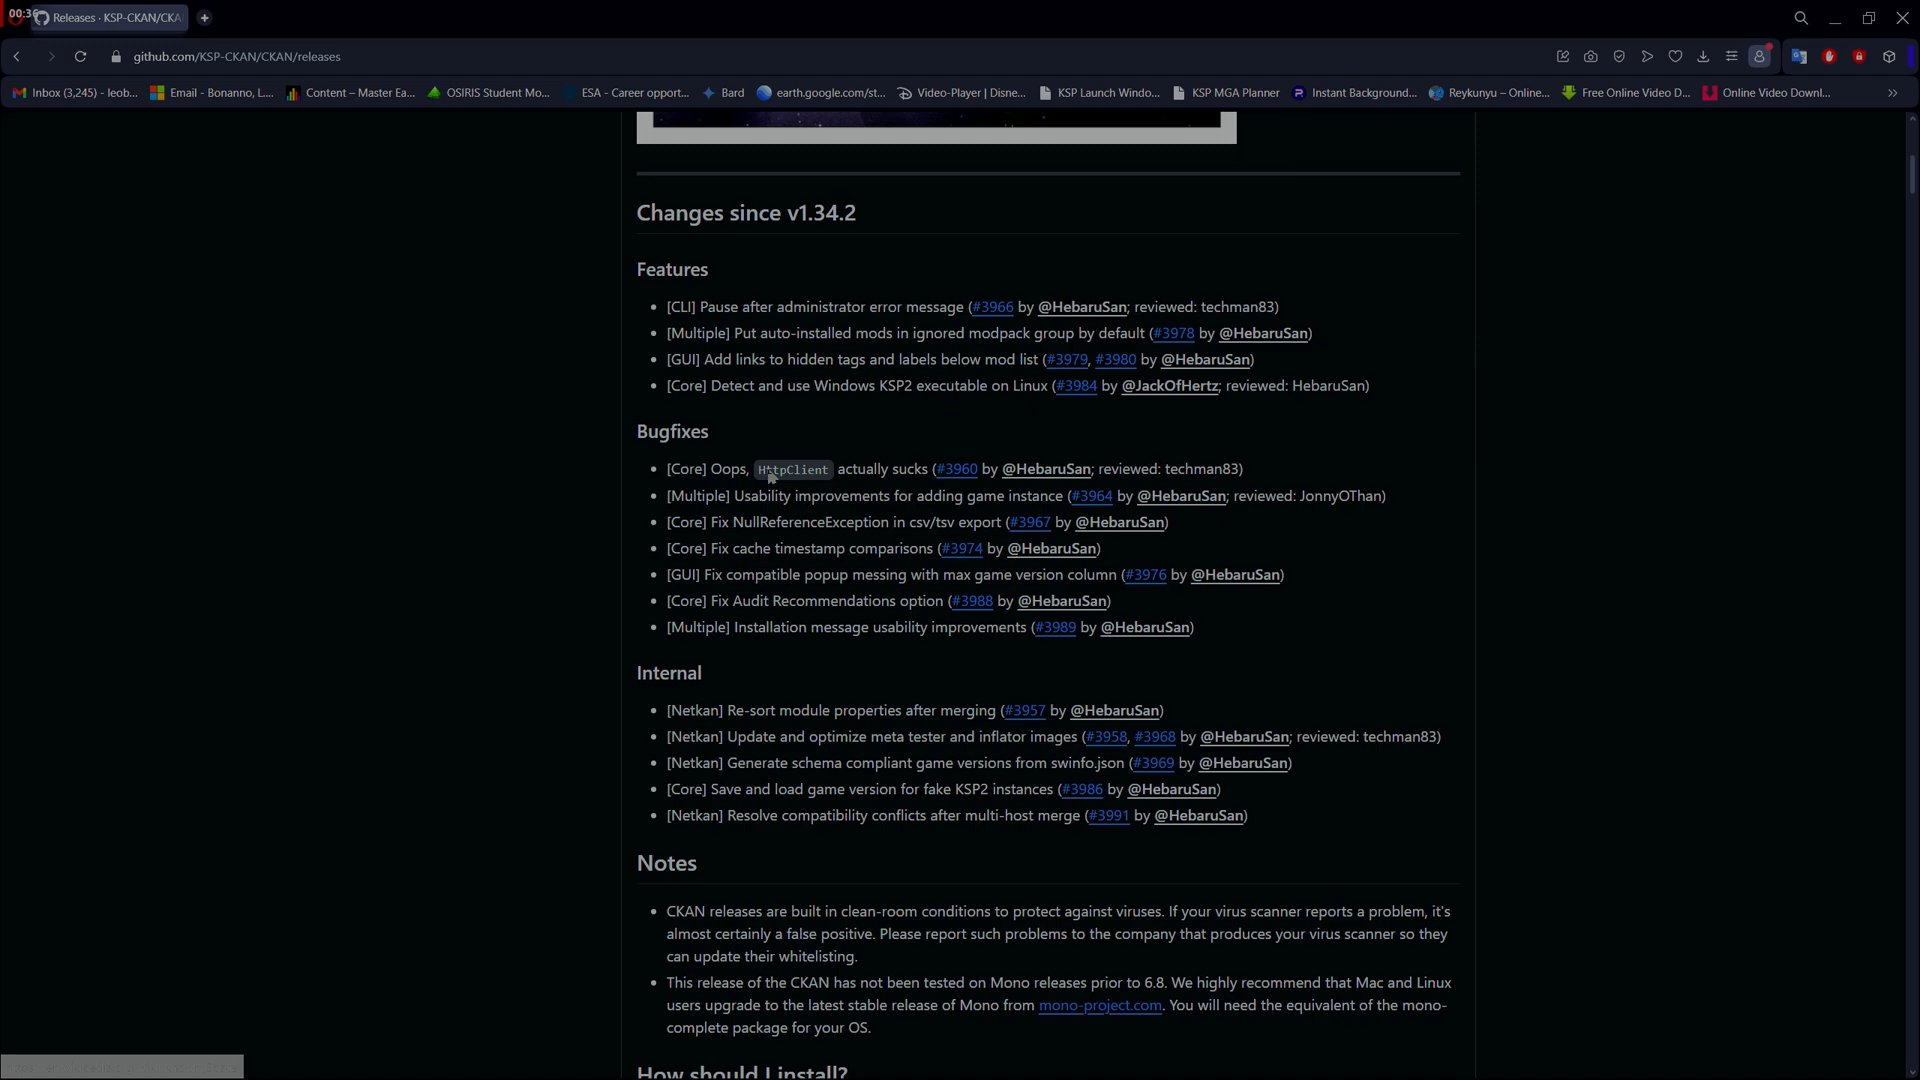 00:36
Releases · KSP-CKAN/CKA
github.com/KSP-CKAN/CKAN/releases
Inbox (3,245) - leob...
Email - Bonanno, L...
Content – Master Ea...
OSIRIS Student Mo...
ESA - Career opport...
Bard
earth.google.com/st...
Video-Player | Disne...
KSP Launch Windo...
KSP MGA Planner
Instant Background...
Reykunyu – Online...
Free Online Video D...
Online Video Downl...
Changes since v1.34.2
Features
• [CLI] Pause after administrator error message (#3966 by @HebaruSan; reviewed: techman83)
• [Multiple] Put auto-installed mods in ignored modpack group by default (#3978 by @HebaruSan)
• [GUI] Add links to hidden tags and labels below mod list (#3979, #3980 by @HebaruSan)
• [Core] Detect and use Windows KSP2 executable on Linux (#3984 by @JackOfHertz; reviewed: HebaruSan)
Bugfixes
• [Core] Oops, HttpClient actually sucks (#3960 by @HebaruSan; reviewed: techman83)
• [Multiple] Usability improvements for adding game instance (#3964 by @HebaruSan; reviewed: JonnyOThan)
• [Core] Fix NullReferenceException in csv/tsv export (#3967 by @HebaruSan)
• [Core] Fix cache timestamp comparisons (#3974 by @HebaruSan)
• [GUI] Fix compatible popup messing with max game version column (#3976 by @HebaruSan)
• [Core] Fix Audit Recommendations option (#3988 by @HebaruSan)
• [Multiple] Installation message usability improvements (#3989 by @HebaruSan)
Internal
• [Netkan] Re-sort module properties after merging (#3957 by @HebaruSan)
• [Netkan] Update and optimize meta tester and inflator images (#3958, #3968 by @HebaruSan; reviewed: techman83)
• [Netkan] Generate schema compliant game versions from swinfo.json (#3969 by @HebaruSan)
• [Core] Save and load game version for fake KSP2 instances (#3986 by @HebaruSan)
• [Netkan] Resolve compatibility conflicts after multi-host merge (#3991 by @HebaruSan)
Notes
• CKAN releases are built in clean-room conditions to protect against viruses. If your virus scanner reports a problem, it's
almost certainly a false positive. Please report such problems to the company that produces your virus scanner so they
can update their whitelisting.
• This release of the CKAN has not been tested on Mono releases prior to 6.8. We highly recommend that Mac and Linux
users upgrade to the latest stable release of Mono from mono-project.com. You will need the equivalent of the mono-
complete package for your OS.
How should I install?